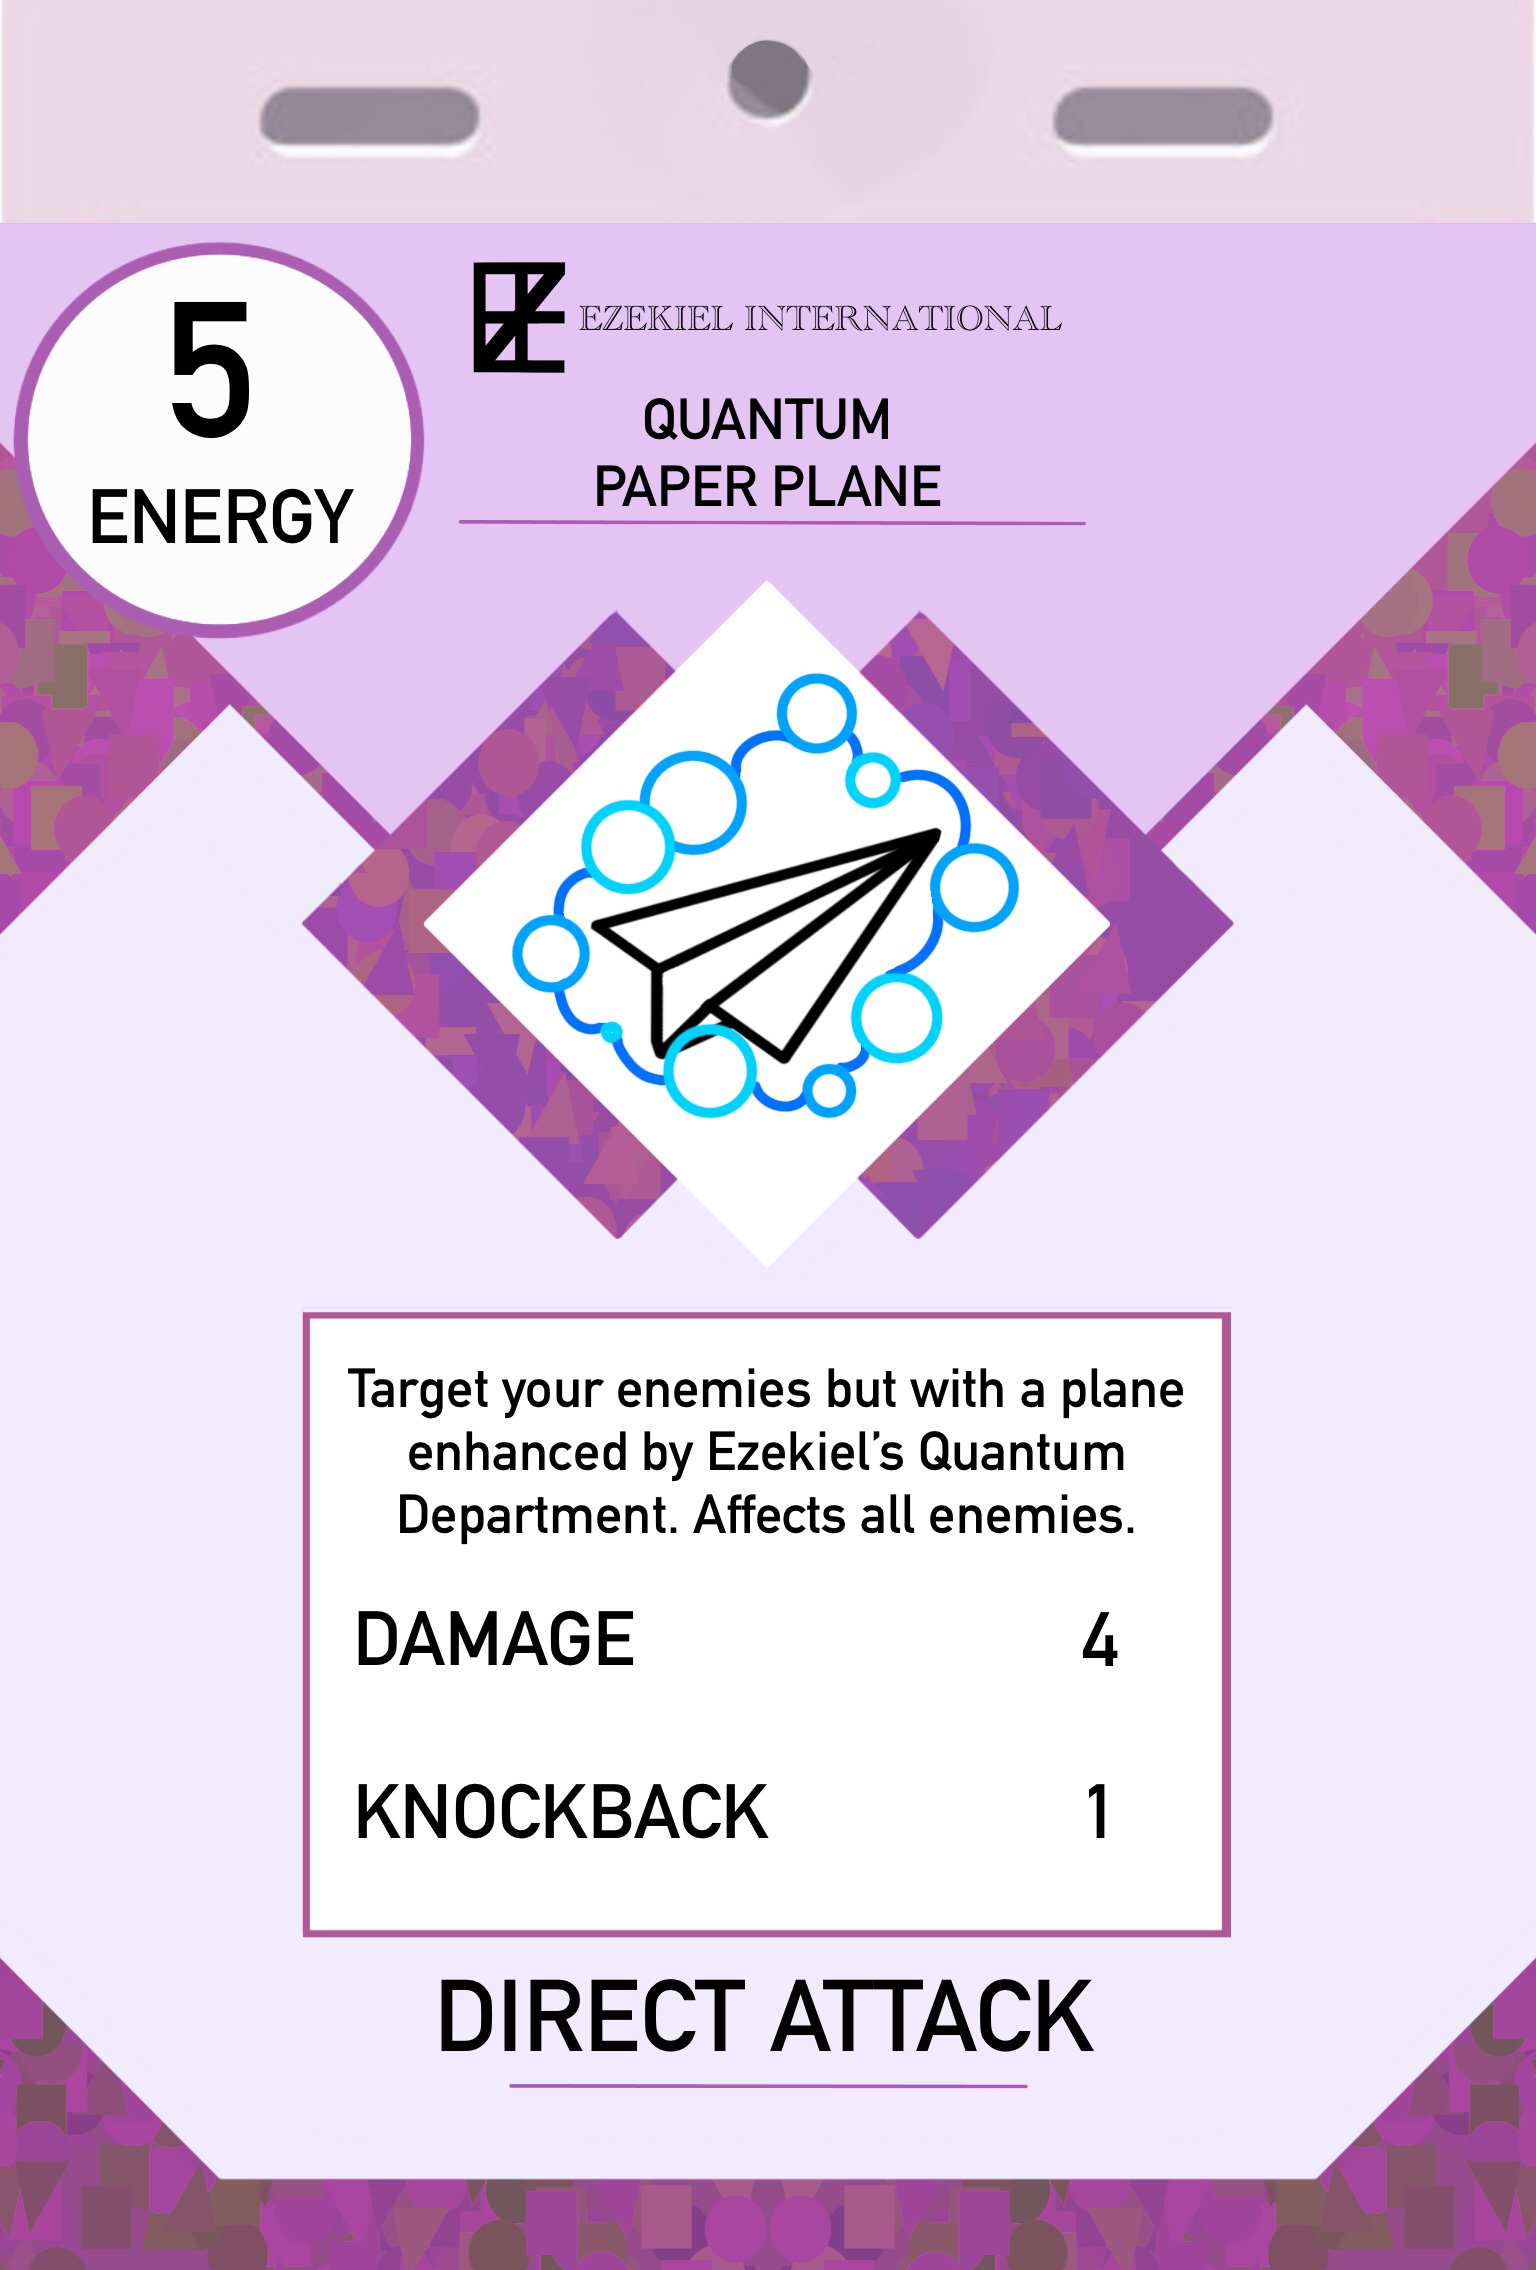 5
ENERGY
EZ EZEKIEL INTERNATIONAL
QUANTUM
PAPER PLANE
Target your enemies but with a plane
enhanced by Ezekiel’s Quantum
Department. Affects all enemies.
DAMAGE 4
KNOCKBACK 1
DIRECT ATTACK